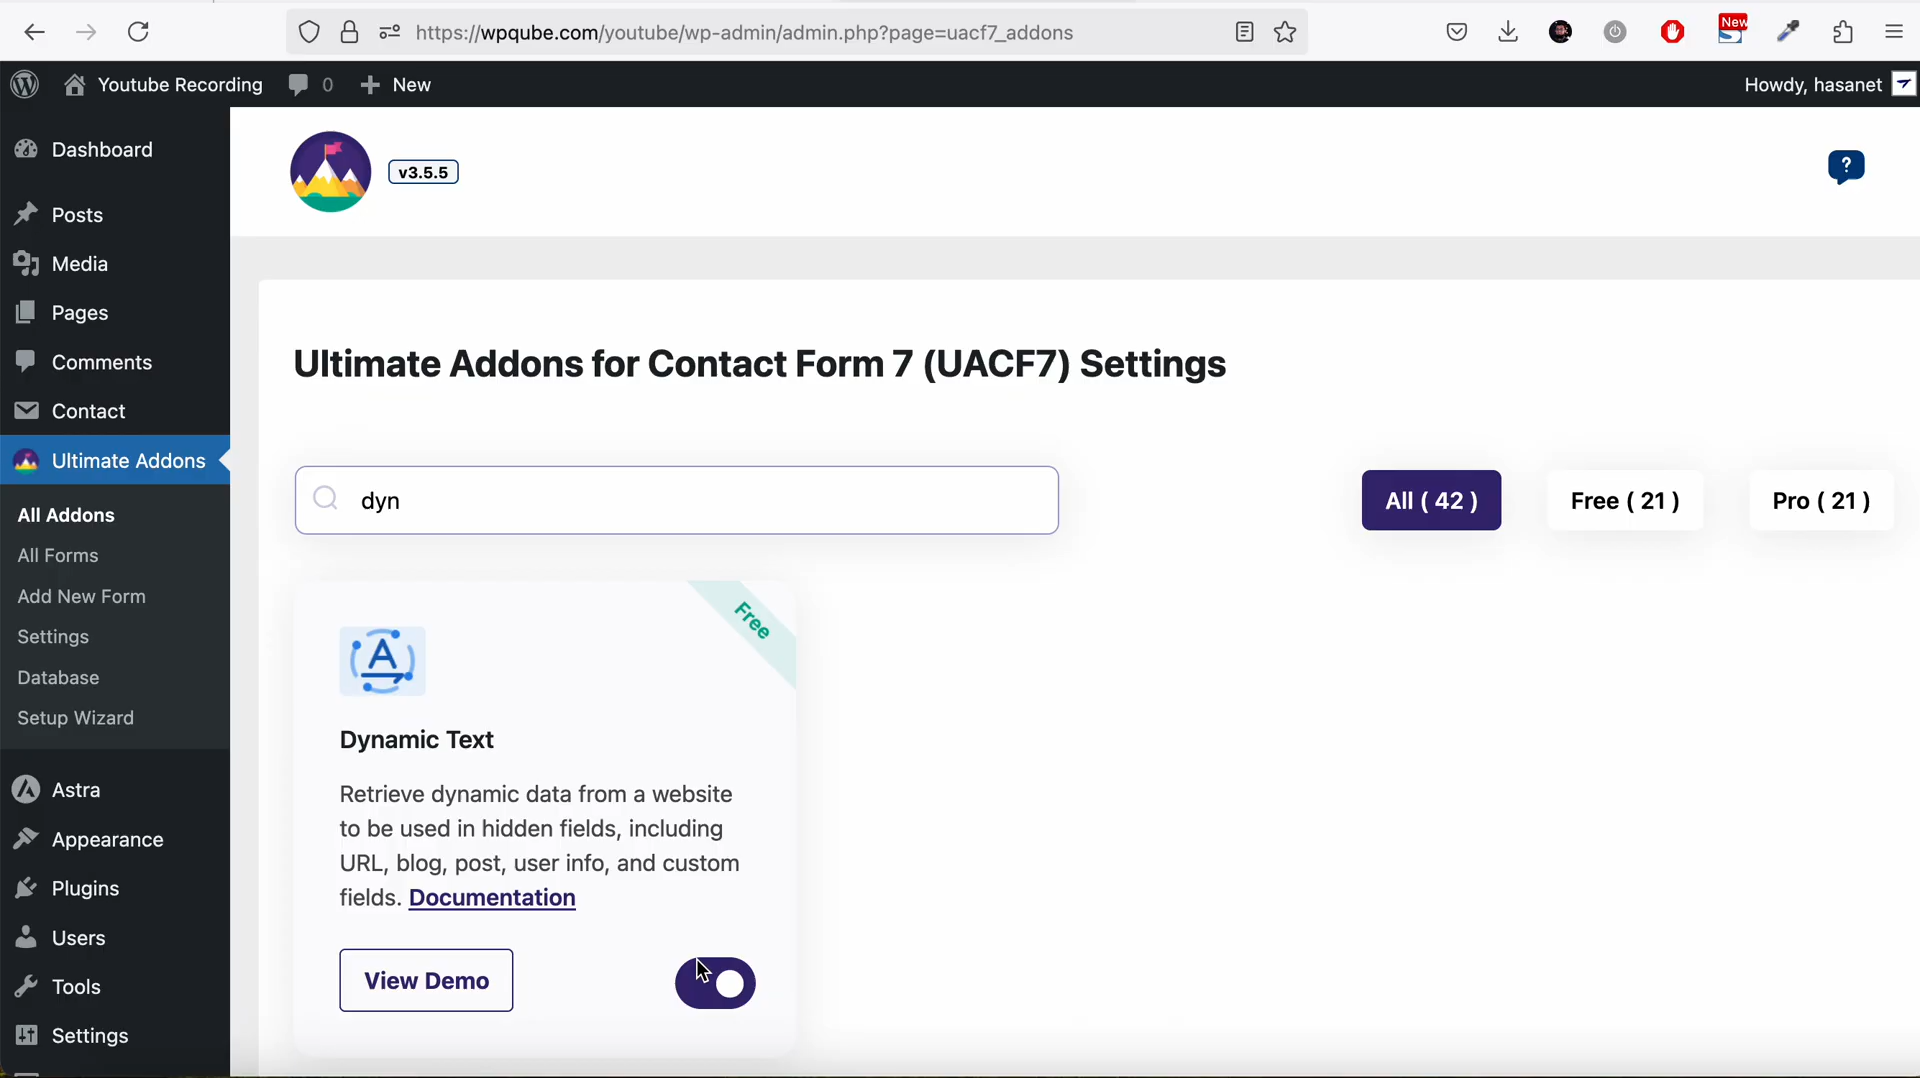 https://wpqube.com/youtube/wp-admin/admin.php?page=uacf7_addons
New
Youtube Recording
0
New
Howdy, hasanet
Dashboard
Posts
Media
Pages
Comments
Contact
Ultimate Addons
All Addons
All Forms
Add New Form
Settings
Database
Setup Wizard
Astra
Appearance
Plugins
Users
Tools
Settings
v3.5.5
?
Ultimate Addons for Contact Form 7 (UACF7) Settings
dyn
All ( 42 )
Free ( 21 )
Pro ( 21 )
Free
A
Dynamic Text
Retrieve dynamic data from a website
to be used in hidden fields, including
URL, blog, post, user info, and custom
fields. Documentation
View Demo